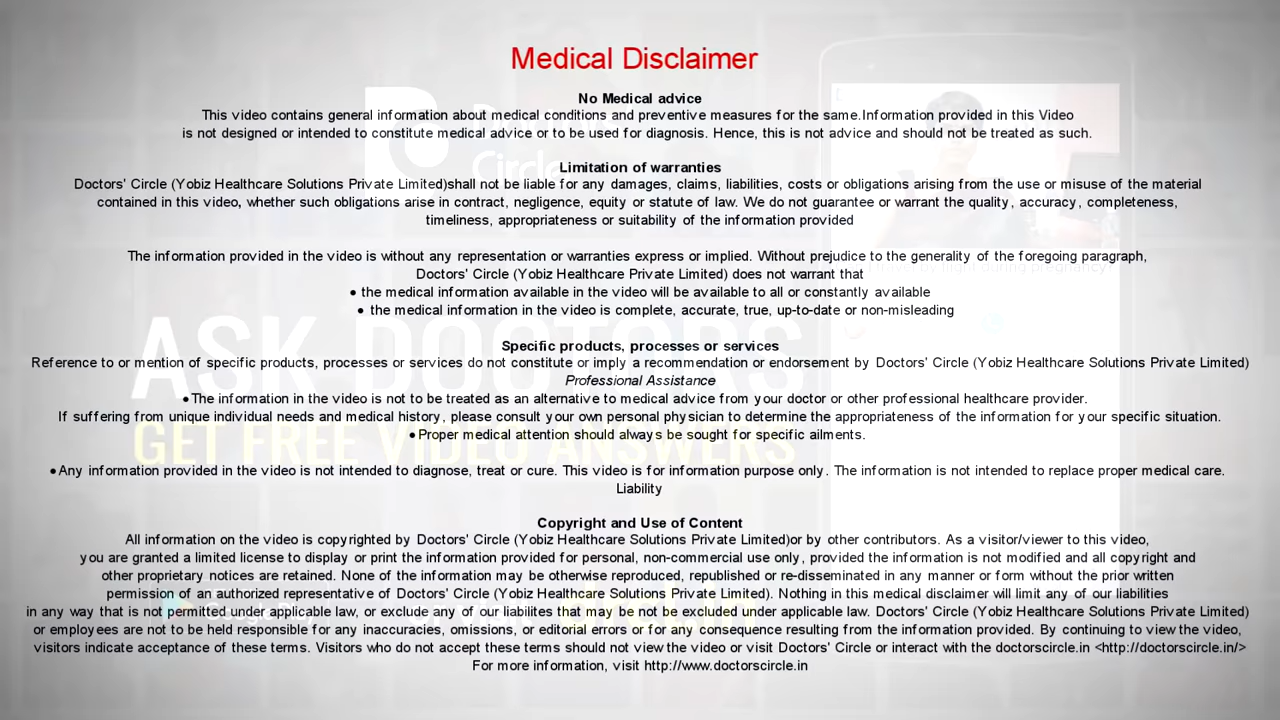 Medical Disclaimer
No Medical advice
This video contains general information about medical conditions and preventive measures for the same.Information provided in this Video
is not designed or intended to constitute medical advice or to be used for diagnosis. Hence, this is not advice and should not be treated as such.
Limitation of warranties
Doctors' Circle (Yobiz Healthcare Solutions Private Limited)shall not be liable for any damages, claims, liabilities, costs or obligations arising from the use or misuse of the material
contained in this video, whether such obligations arise in contract, negligence, equity or statute of law. We do not guarantee or warrant the quality, accuracy, completeness,
timeliness, appropriateness or suitability of the information provided
The information provided in the video is without any representation or warranties express or implied. Without prejudice to the generality of the foregoing paragraph,
Doctors' Circle (Yobiz Healthcare Private Limited) does not warrant that
• the medical information available in the video will be available to all or constantly available
• the medical information in the video is complete, accurate, true, up-to-date or non-misleading
Specific products, processes or services
Reference to or mention of specific products, processes or services do not constitute or imply a recommendation or endorsement by Doctors' Circle (Yobiz Healthcare Solutions Private Limited)
Professional Assistance
•The information in the video is not to be treated as an alternative to medical advice from your doctor or other professional healthcare provider.
If suffering from unique individual needs and medical history, please consult your own personal physician to determine the appropriateness of the information for your specific situation.
•Proper medical attention should always be sought for specific ailments.
•Any information provided in the video is not intended to diagnose, treat or cure. This video is for information purpose only. The information is not intended to replace proper medical care.
Liability
Copyright and Use of Content
All information on the video is copyrighted by Doctors' Circle (Yobiz Healthcare Solutions Private Limited)or by other contributors. As a visitor/viewer to this video,
you are granted a limited license to display or print the information provided for personal, non-commercial use only, provided the information is not modified and all copyright and
other proprietary notices are retained. None of the information may be otherwise reproduced, republished or re-disseminated in any manner or form without the prior written
permission of an authorized representative of Doctors' Circle (Yobiz Healthcare Solutions Private Limited). Nothing in this medical disclaimer will limit any of our liabilities
in any way that is not permitted under applicable law, or exclude any of our liabilites that may be not be excluded under applicable law. Doctors' Circle (Yobiz Healthcare Solutions Private Limited)
or employees are not to be held responsible for any inaccuracies, omissions, or editorial errors or for any consequence resulting from the information provided. By continuing to view the video,
visitors indicate acceptance of these terms. Visitors who do not accept these terms should not view the video or visit Doctors' Circle or interact with the doctorscircle.in <http://doctorscircle.in/>
For more information, visit http://www.doctorscircle.in
ASK DOCTORS
GET FREE VIDEO ANSWERS
Circle
Google Play